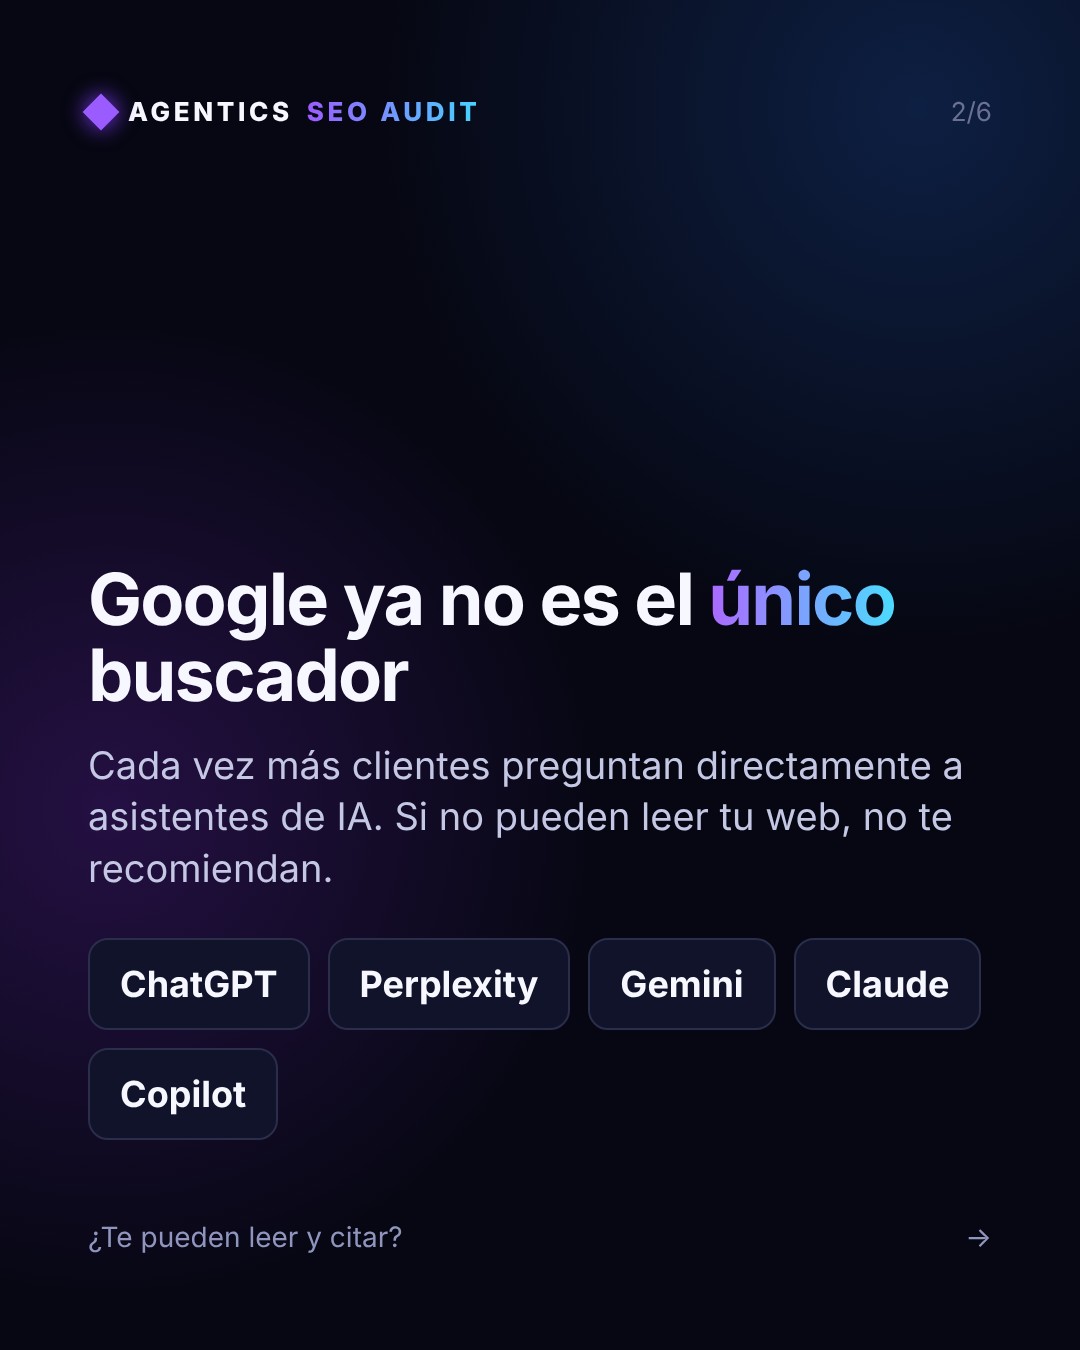 AGENTICS SEO AUDIT
2/6
Google ya no es el único
buscador
Cada vez más clientes preguntan directamente a
asistentes de IA. Si no pueden leer tu web, no te
recomiendan.
ChatGPT
Perplexity
Gemini
Claude
Copilot
¿Te pueden leer y citar?
→